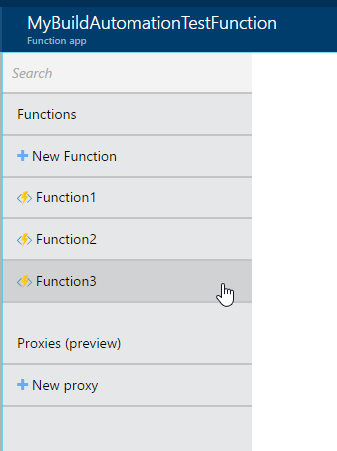 MyBuildAutomationTestFunction
Function app
Search
Functions
New Function
Function1
Function2
Function3
Proxies (preview)
New proxy